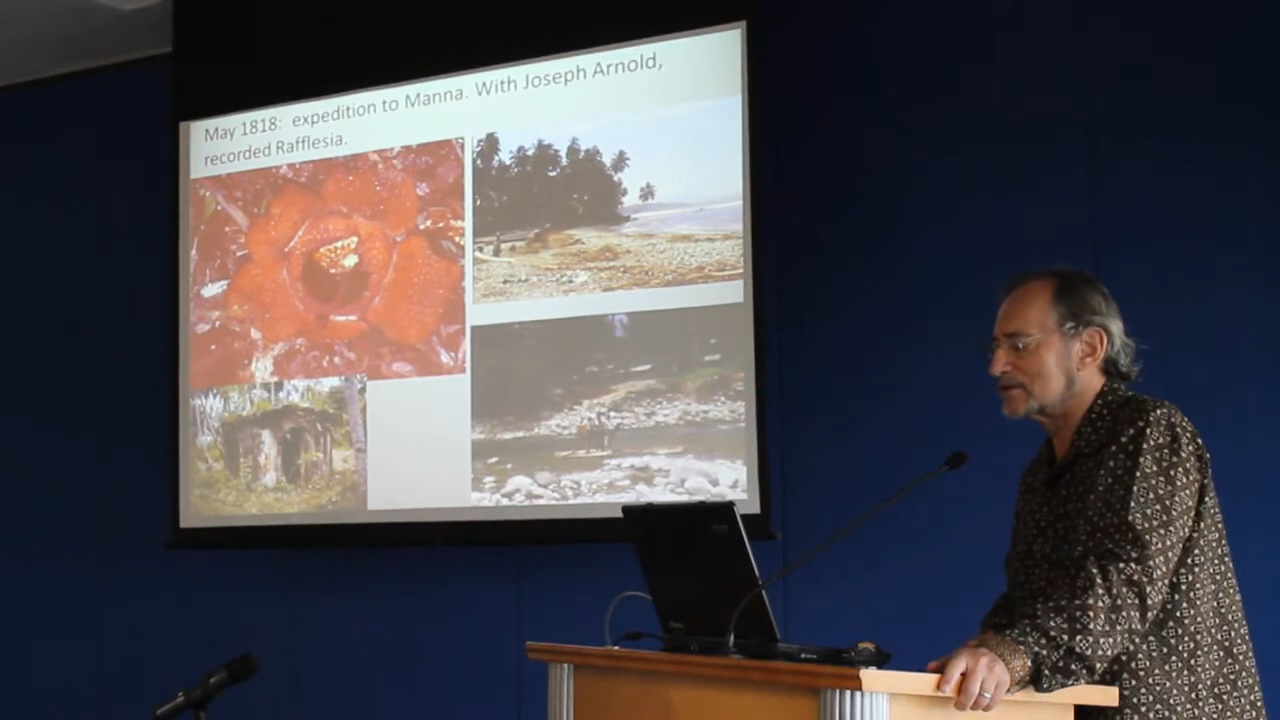 May 1818:  expedition to Manna. With Joseph Arnold,
recorded Rafflesia.